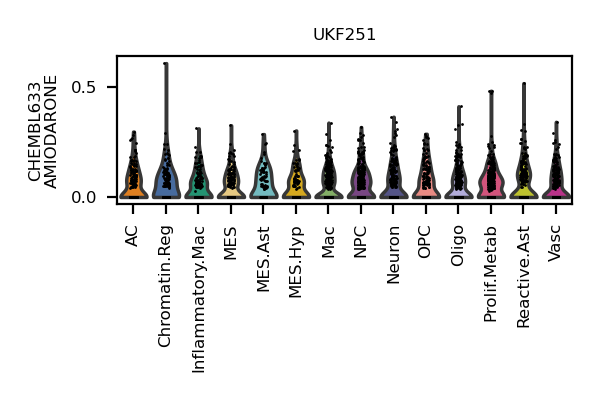 UKF251
CHEMBL633
AMIODARONE
0.5
0.0
AC
Chromatin.Reg
Inflammatory.Mac
MES
MES.Ast
MES.Hyp
Mac
NPC
Neuron
OPC
Oligo
Prolif.Metab
Reactive.Ast
Vasc